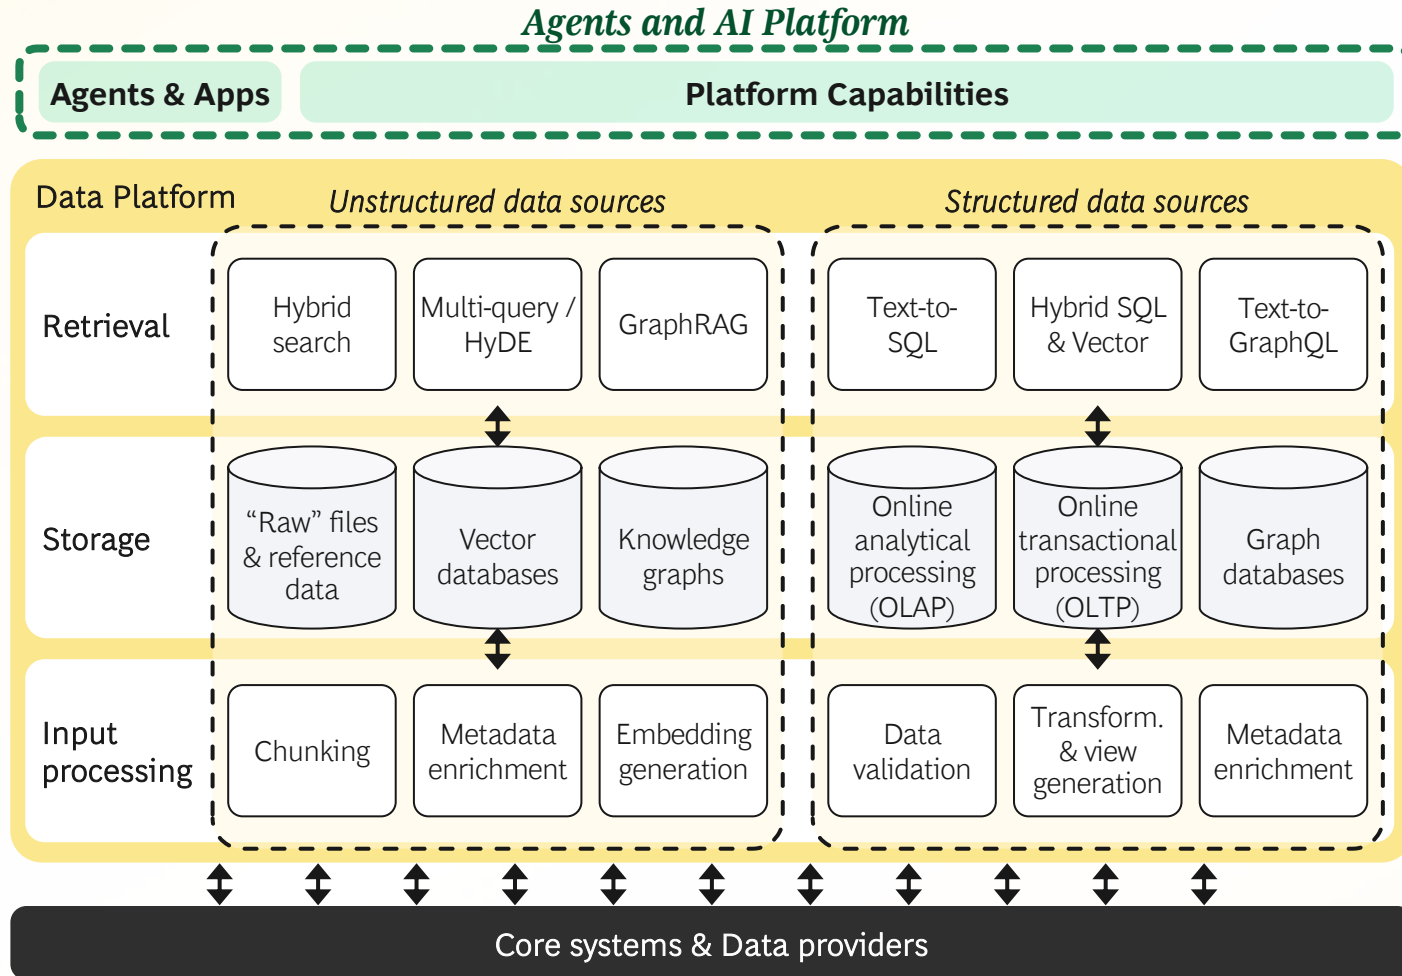 Agents and AI Platform
Agents & Apps
Platform Capabilities
Data Platform
Unstructured data sources
Structured data sources
Retrieval
Hybrid
search
Multi-query /
HyDE
GraphRAG
Text-to-
SQL
Hybrid SQL
& Vector
Text-to-
GraphQL
Storage
“Raw” files
& reference
data
Vector
databases
Knowledge
graphs
Online
analytical
processing
(OLAP)
Online
transactional
processing
(OLTP)
Graph
databases
Input
processing
Chunking
Metadata
enrichment
Embedding
generation
Data
validation
Transform.
& view
generation
Metadata
enrichment
Core systems & Data providers